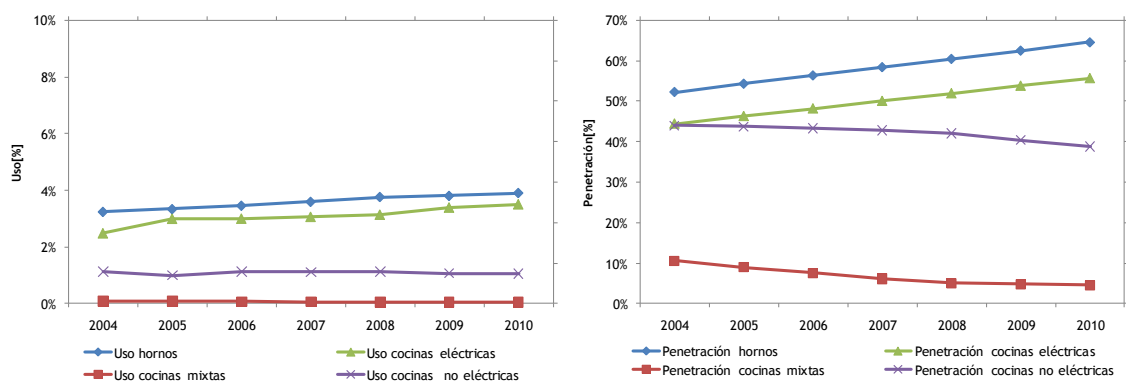 10%
8%
6%
4%
2%
0%
Uso[%]
2004 2005 2006 2007 2008 2009 2010
Uso hornos
Uso cocinas eléctricas
Uso cocinas mixtas
Uso cocinas no eléctricas
70%
60%
50%
40%
30%
20%
10%
0%
Penetración[%]
2004 2005 2006 2007 2008 2009 2010
Penetración hornos
Penetración cocinas eléctricas
Penetración cocinas mixtas
Penetración cocinas no eléctricas